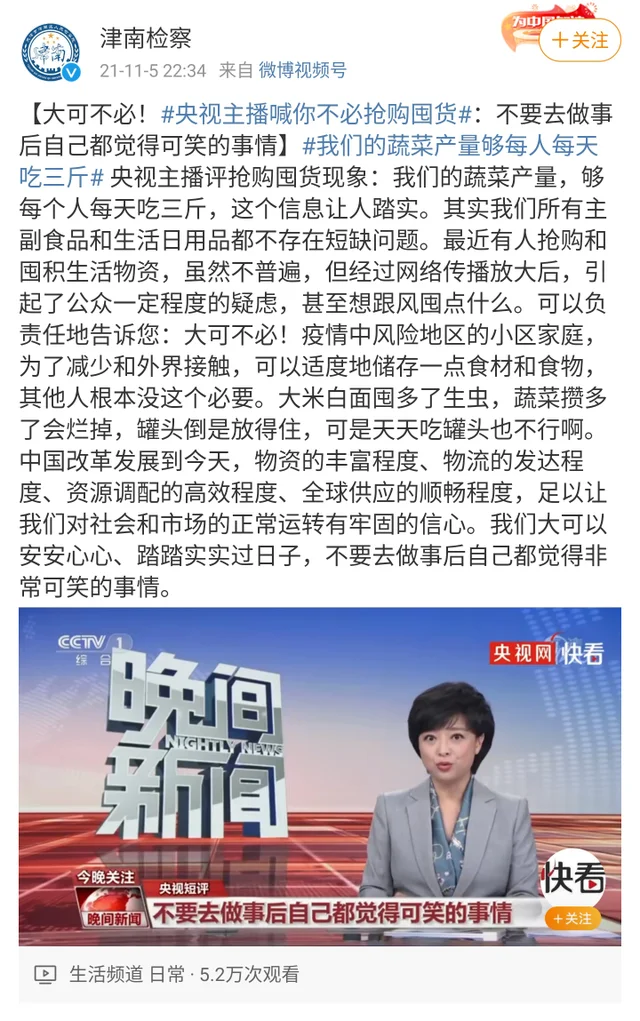 津南
津南检察
为中国加油
+关注
21-11-5 22:34 来自 微博视频号
【大可不必！#央视主播喊你不必抢购囤货#：不要去做事
后自己都觉得可笑的事情】#我们的蔬菜产量够每人每天
吃三斤# 央视主播评抢购囤货现象：我们的蔬菜产量，够
每个人每天吃三斤，这个信息让人踏实。其实我们所有主
副食品和生活日用品都不存在短缺问题。最近有人抢购和
囤积生活物资，虽然不普遍，但经过网络传播放大后，引
起了公众一定程度的疑虑，甚至想跟风囤点什么。可以负
责任地告诉您：大可不必！疫情中风险地区的小区家庭，
为了减少和外界接触，可以适度地储存一点食材和食物，
其他人根本没这个必要。大米白面囤多了生虫，蔬菜攒多
了会烂掉，罐头倒是放得住，可是天天吃罐头也不行啊。
中国改革发展到今天，物资的丰富程度、物流的发达程
度、资源调配的高效程度、全球供应的顺畅程度，足以让
我们对社会和市场的正常运转有牢固的信心。我们大可以
安安心心、踏踏实实过日子，不要去做事后自己都觉得非
常可笑的事情。
CCTV 1
综合
央视网 快看
晚间
NIGHTLY NEWS
新闻
今晚关注
央视短评
晚间新闻
不要去做事后自己都觉得可笑的事情
快看
+关注
生活频道 日常 · 5.2万次观看